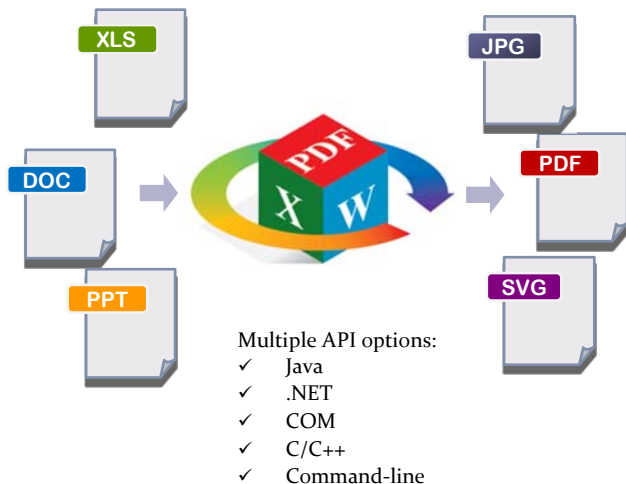 XLS
JPG
DOC
PDF
X
W
PDF
PPT
SVG
Multiple API options:
✓ Java
✓ .NET
✓ COM
✓ C/C++
✓ Command-line